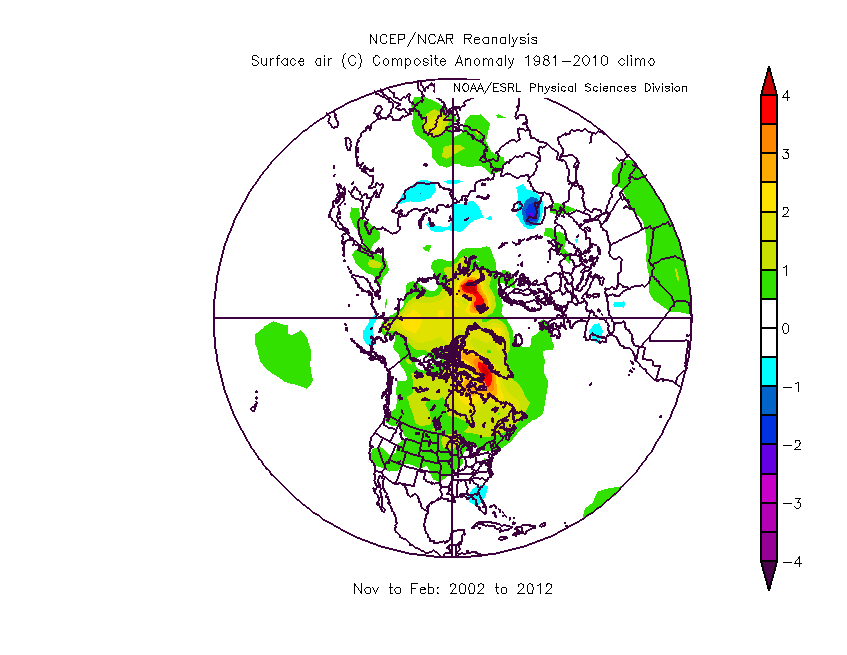 NCEP/NCAR Reanalysis
Surface air (C) Composite Anomaly 1981-2010 climo
NOAA/ESRL Physical Sciences Division
4
3
2
1
0
-1
-2
-3
-4
Nov to Feb: 2002 to 2012